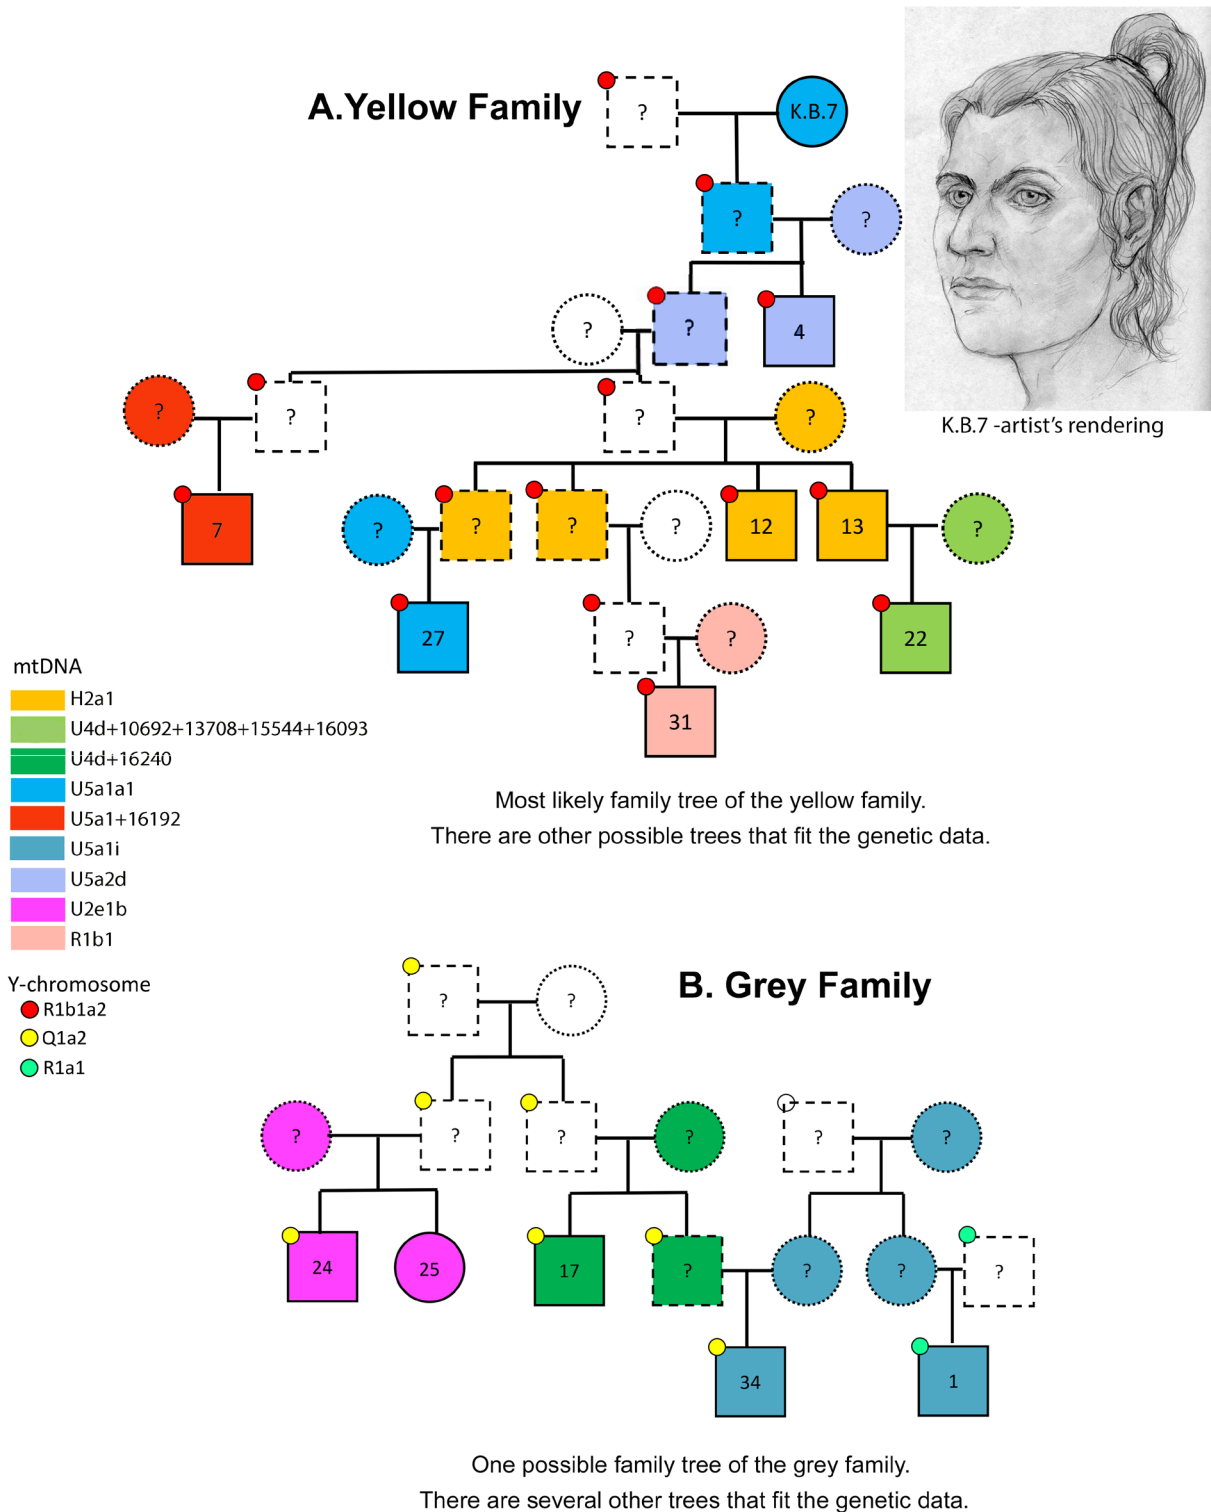 A.Yellow Family
?
K.B.7
?
?
?
?
4
K.B.7 -artist's rendering
?
?
?
?
7
?
?
?
?
12
13
?
27
?
?
22
31
mtDNA
H2a1
U4d+10692+13708+15544+16093
U4d+16240
U5a1a1
U5a1+16192
U5a1i
U5a2d
U2e1b
R1b1
Most likely family tree of the yellow family.
There are other possible trees that fit the genetic data.
Y-chromosome
R1b1a2
Q1a2
R1a1
B. Grey Family
?
?
?
?
?
?
?
?
24
25
17
?
?
?
?
34
1
One possible family tree of the grey family.
There are several other trees that fit the genetic data.